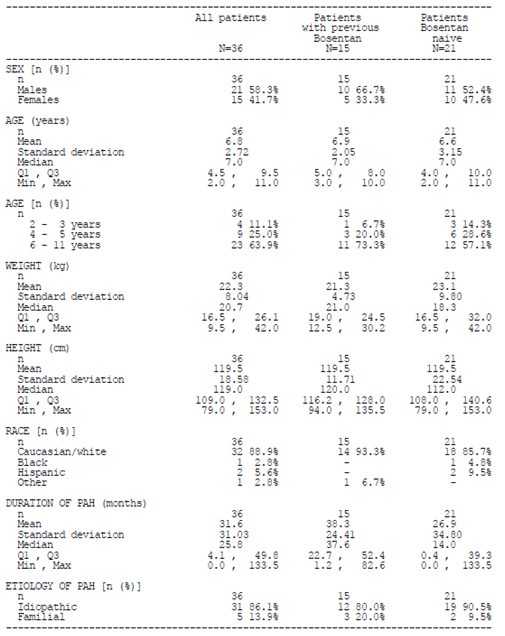 All patients Patients Patients
with previous Bosentan
Bosentan naive
N=36 N=15 N=21
SEX [n (%)]
n 36 15 21
Males 21 58.3% 10 66.7% 11 52.4%
Females 15 41.7% 5 33.3% 10 47.6%
AGE (years)
n 36 15 21
Mean 6.8 6.9 6.6
Standard deviation 2.72 2.05 3.15
Median 7.0 7.0 7.0
Q1 , Q3 4.5 , 9.5 5.0 , 8.0 4.0 , 10.0
Min , Max 2.0 , 11.0 3.0 , 10.0 2.0 , 11.0
AGE [n (%)]
n 36 15 21
2 - 3 years 4 11.1% 1 6.7% 3 14.3%
4 - 5 years 9 25.0% 3 20.0% 6 28.6%
6 - 11 years 23 63.9% 11 73.3% 12 57.1%
WEIGHT (kg)
n 36 15 21
Mean 22.3 21.3 23.1
Standard deviation 8.04 4.73 9.80
Median 20.7 21.0 18.3
Q1 , Q3 16.5 , 26.1 19.0 , 24.5 16.5 , 32.0
Min , Max 9.5 , 42.0 12.5 , 30.2 9.5 , 42.0
HEIGHT (cm)
n 36 15 21
Mean 119.5 119.5 119.5
Standard deviation 18.58 11.71 22.54
Median 119.0 120.0 112.0
Q1 , Q3 109.0 , 132.5 116.2 , 128.0 108.0 , 140.6
Min , Max 79.0 , 153.0 94.0 , 135.5 79.0 , 153.0
RACE [n (%)]
n 36 15 21
Caucasian/white 32 88.9% 14 93.3% 18 85.7%
Black 1 2.8% - 1 4.8%
Hispanic 2 5.6% - 2 9.5%
Other 1 2.8% 1 6.7% -
DURATION OF PAH (months)
n 36 15 21
Mean 31.6 38.3 26.9
Standard deviation 31.03 24.41 34.80
Median 25.8 37.6 14.0
Q1 , Q3 4.1 , 49.8 22.7 , 52.4 0.4 , 39.3
Min , Max 0.0 , 133.5 1.2 , 82.6 0.0 , 133.5
ETIOLOGY OF PAH [n (%)]
n 36 15 21
Idiopathic 31 86.1% 12 80.0% 19 90.5%
Familial 5 13.9% 3 20.0% 2 9.5%